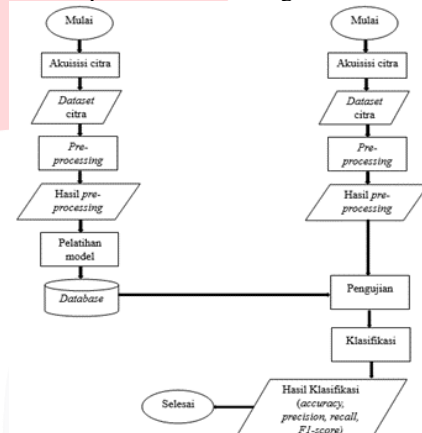 Mulai
Akuisisi citra
Dataset
citra
Pre-
processing
Hasil pre-
processing
Pelatihan
model
Database
Mulai
Akuisisi citra
Dataset
citra
Pre-
processing
Hasil pre-
processing
Pengujian
Klasifikasi
Hasil Klasifikasi
(accuracy,
precision, recall,
F1-score)
Selesai